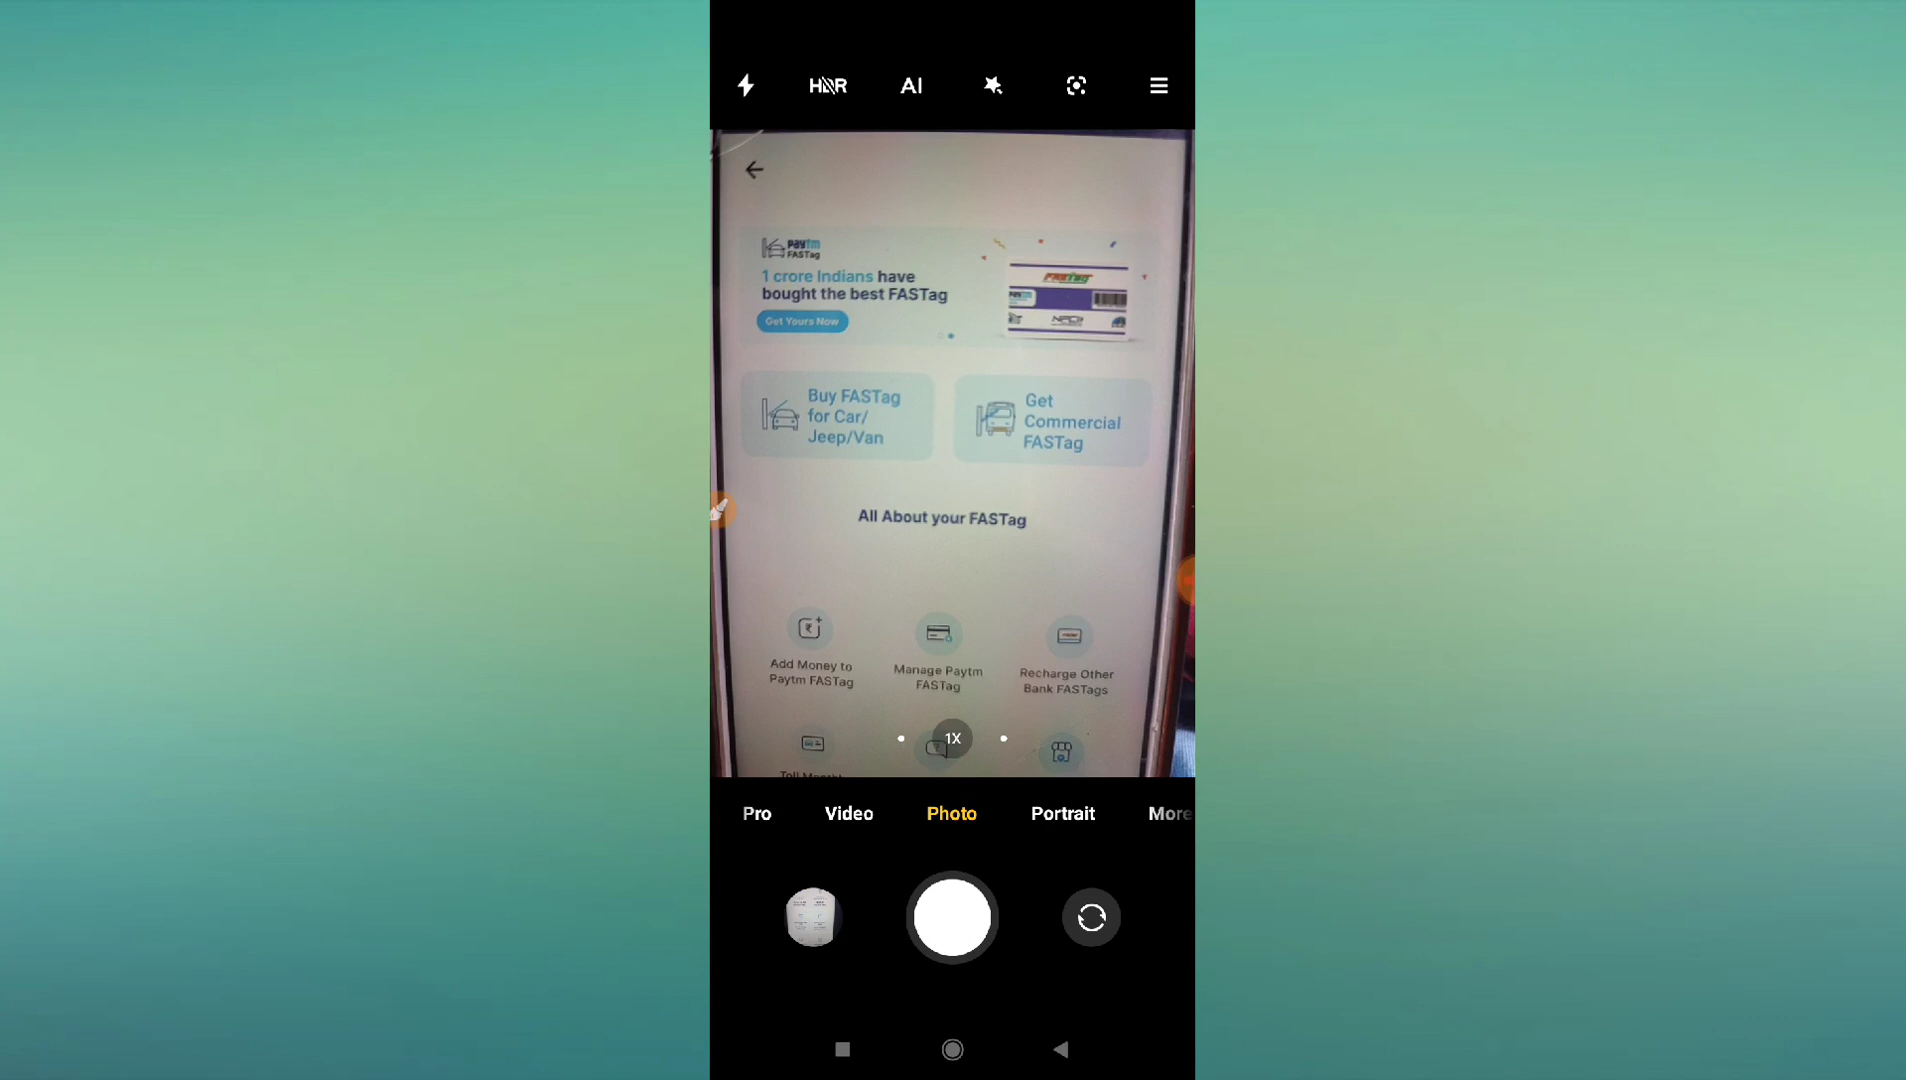 HDR
AI
paytm
FASTag
1 crore Indians have
bought the best FASTag
Get Yours Now
FASTag
paytm
Buy FASTag
for Car/
Jeep/Van
Get
Commercial
FASTag
All About your FASTag
Add Money to
Paytm FASTag
Manage Paytm
FASTag
Recharge Other
Bank FASTags
1X
Pro
Video
Photo
Portrait
More